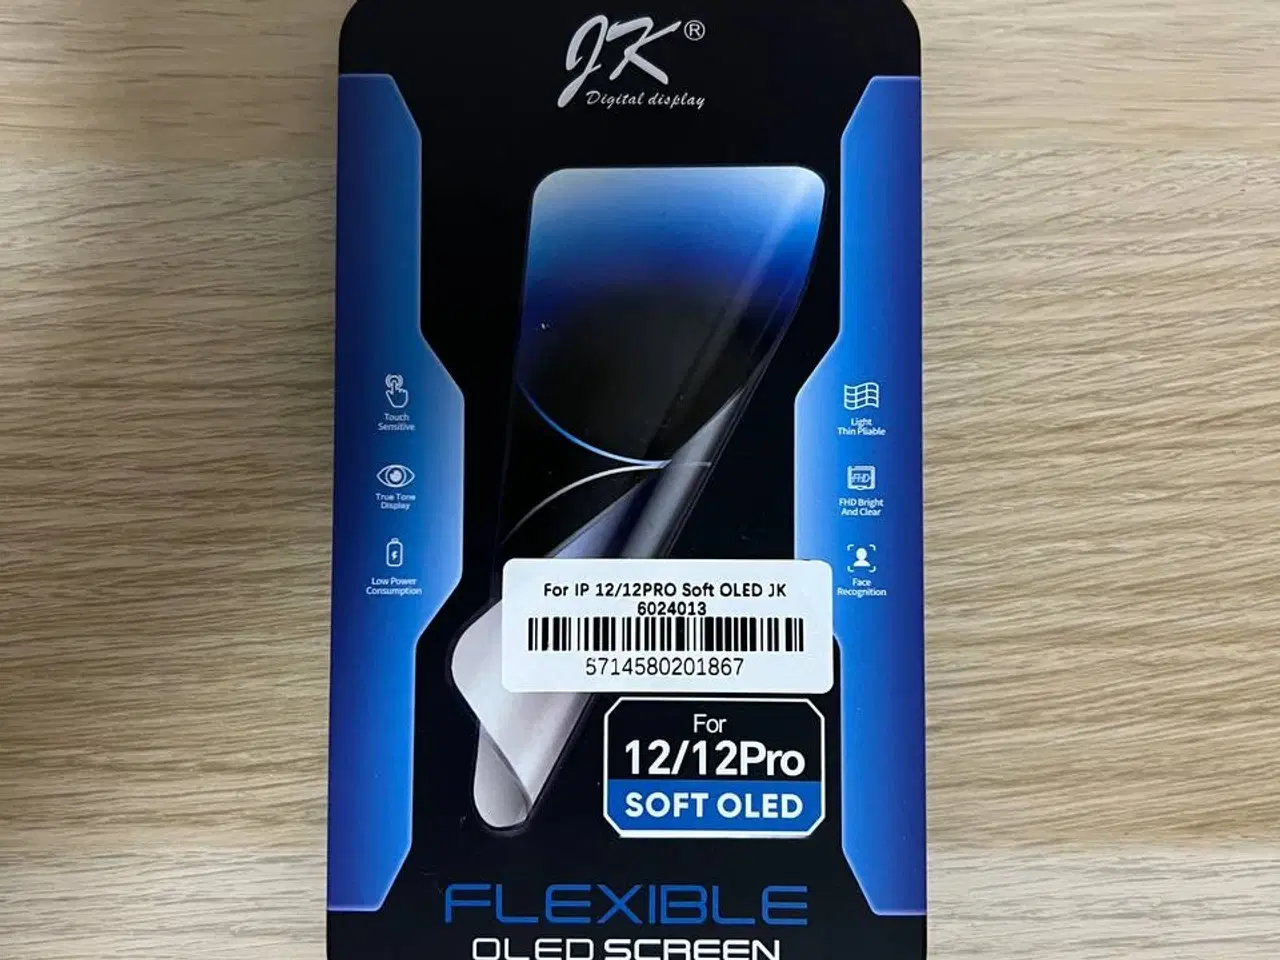 JK®
Digital display
Touch
Sensitive
True Tone
Display
Low Power
Consumption
Light
Thin Pliable
FHD
FHD Bright
And Clear
Face
Recognition
For IP 12/12PRO Soft OLED JK
6024013
5714580201867
For
12/12Pro
SOFT OLED
FLEXIBLE
OLED SCREEN